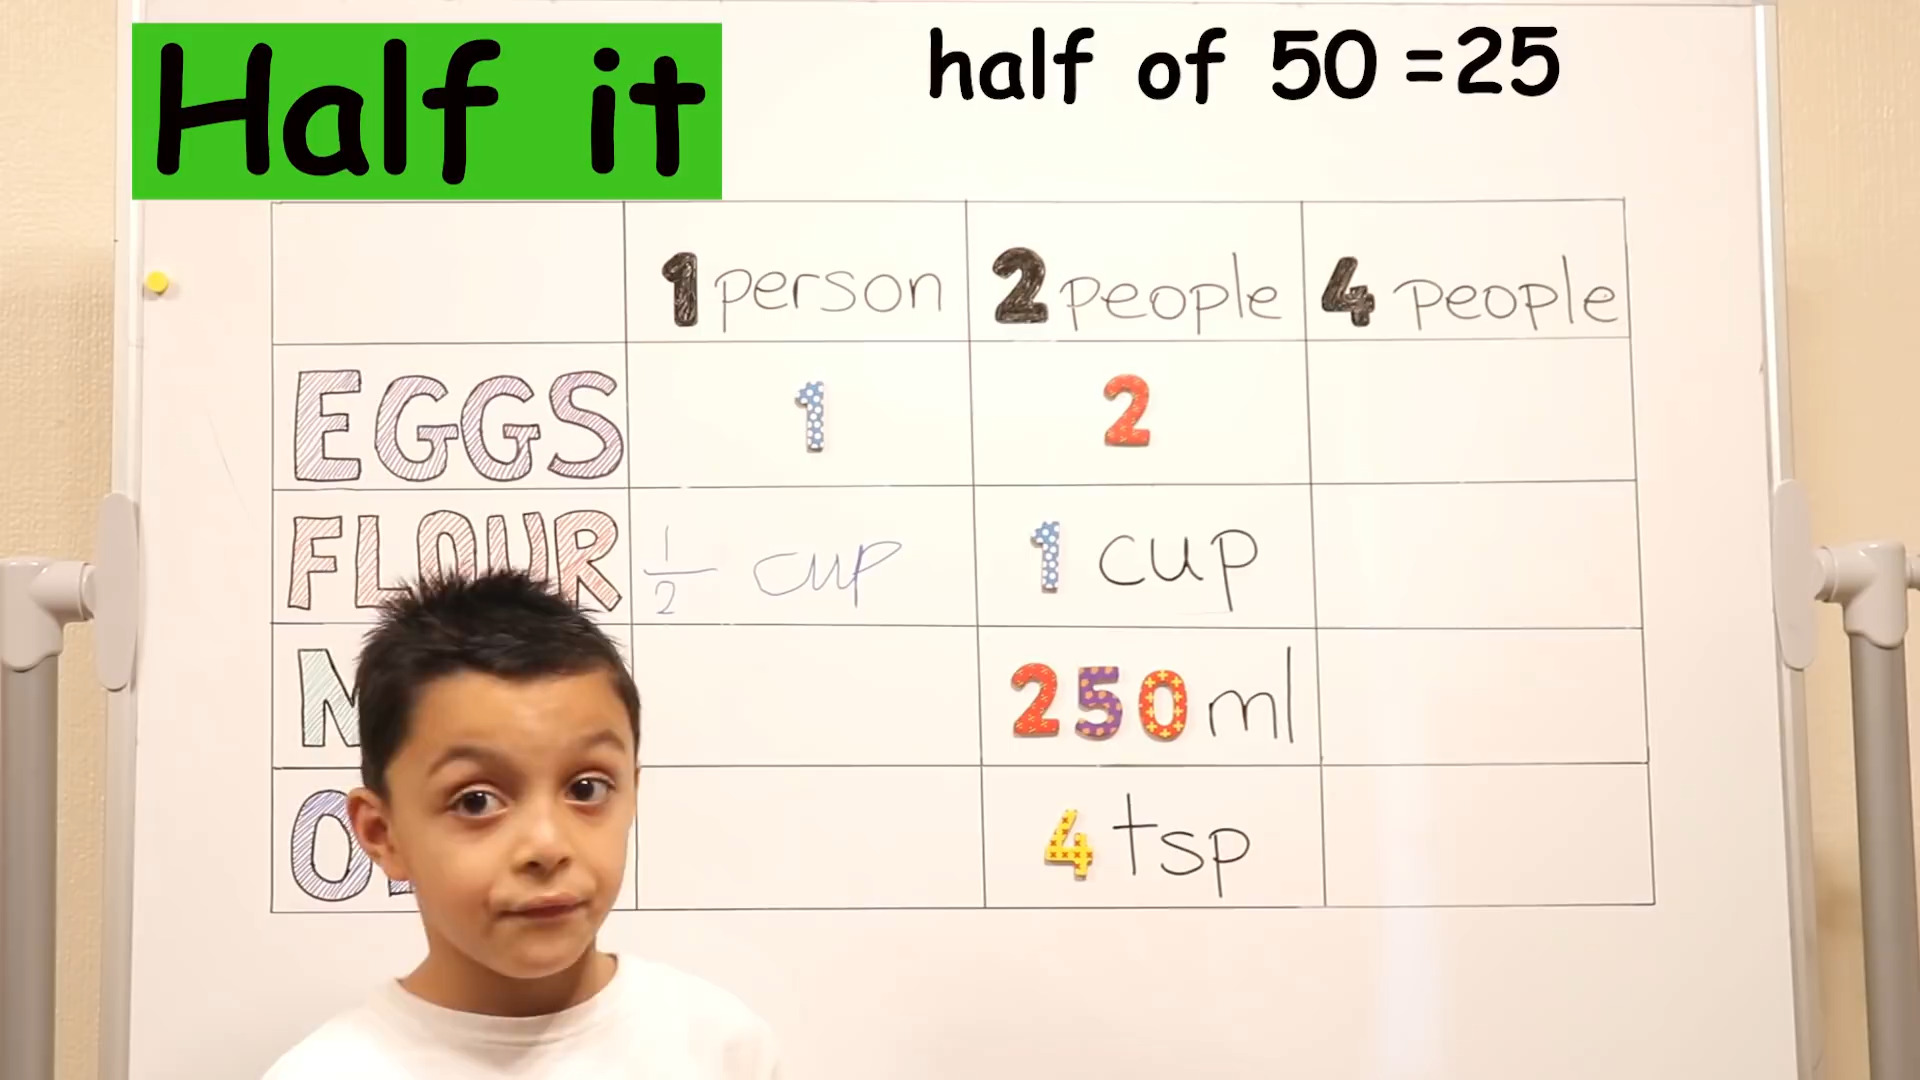 Half it
half of 50 =25
1 person 2 people 4 people
EGGS 1 2
FLOUR 1/2 cup 1 cup
250 ml
4 tsp